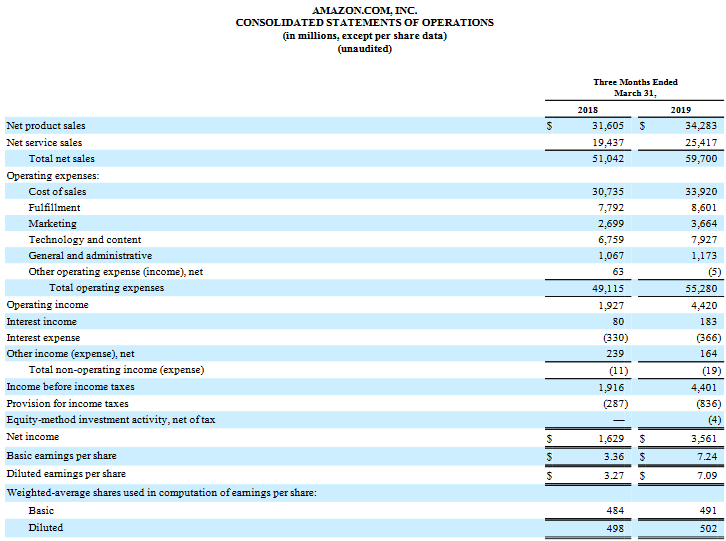 AMAZON.COM, INC.
CONSOLIDATED STATEMENTS OF OPERATIONS
(in millions, except per share data)
(unaudited)
Three Months Ended
March 31,
2018 2019
Net product sales $ 31,605 $ 34,283
Net service sales 19,437 25,417
Total net sales 51,042 59,700
Operating expenses:
Cost of sales 30,735 33,920
Fulfillment 7,792 8,601
Marketing 2,699 3,664
Technology and content 6,759 7,927
General and administrative 1,067 1,173
Other operating expense (income), net 63 (5)
Total operating expenses 49,115 55,280
Operating income 1,927 4,420
Interest income 80 183
Interest expense (330) (366)
Other income (expense), net 239 164
Total non-operating income (expense) (11) (19)
Income before income taxes 1,916 4,401
Provision for income taxes (287) (836)
Equity-method investment activity, net of tax — (4)
Net income $ 1,629 $ 3,561
Basic earnings per share $ 3.36 $ 7.24
Diluted earnings per share $ 3.27 $ 7.09
Weighted-average shares used in computation of earnings per share:
Basic 484 491
Diluted 498 502